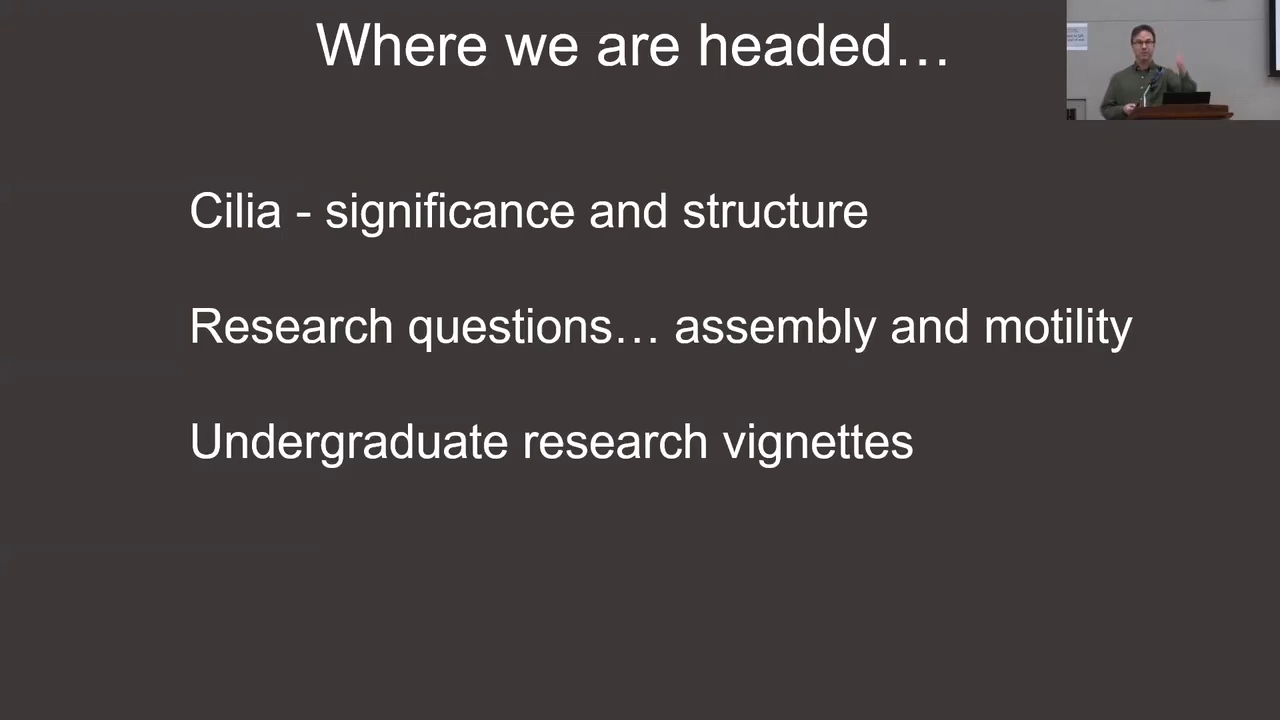 Where we are headed…
Cilia - significance and structure
Research questions… assembly and motility
Undergraduate research vignettes